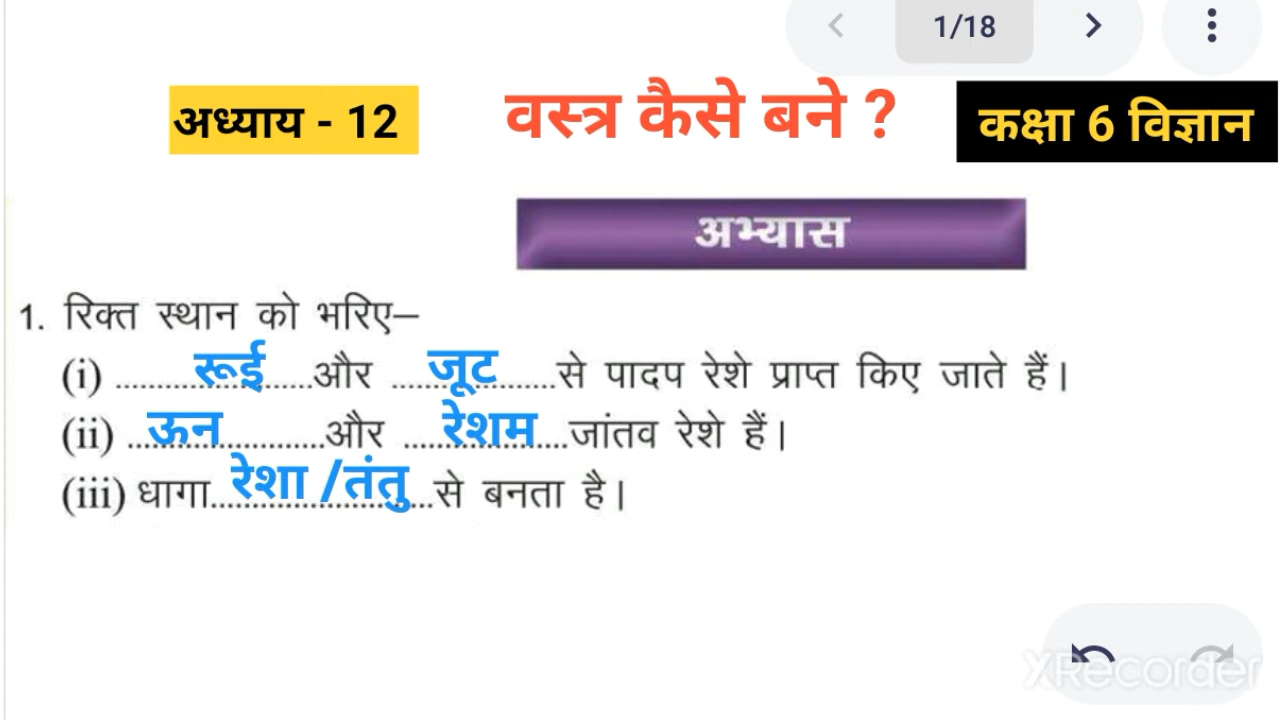 1/18
अध्याय - 12 वस्त्र कैसे बने ? कक्षा 6 विज्ञान
अभ्यास
1. रिक्त स्थान को भरिए–
(i) ............रूई............और ............जूट............से पादप रेशे प्राप्त किए जाते हैं।
(ii) ............ऊन............और ............रेशम............जांतव रेशे हैं।
(iii) धागा............रेशा /तंतु............से बनता है।
XRecorder